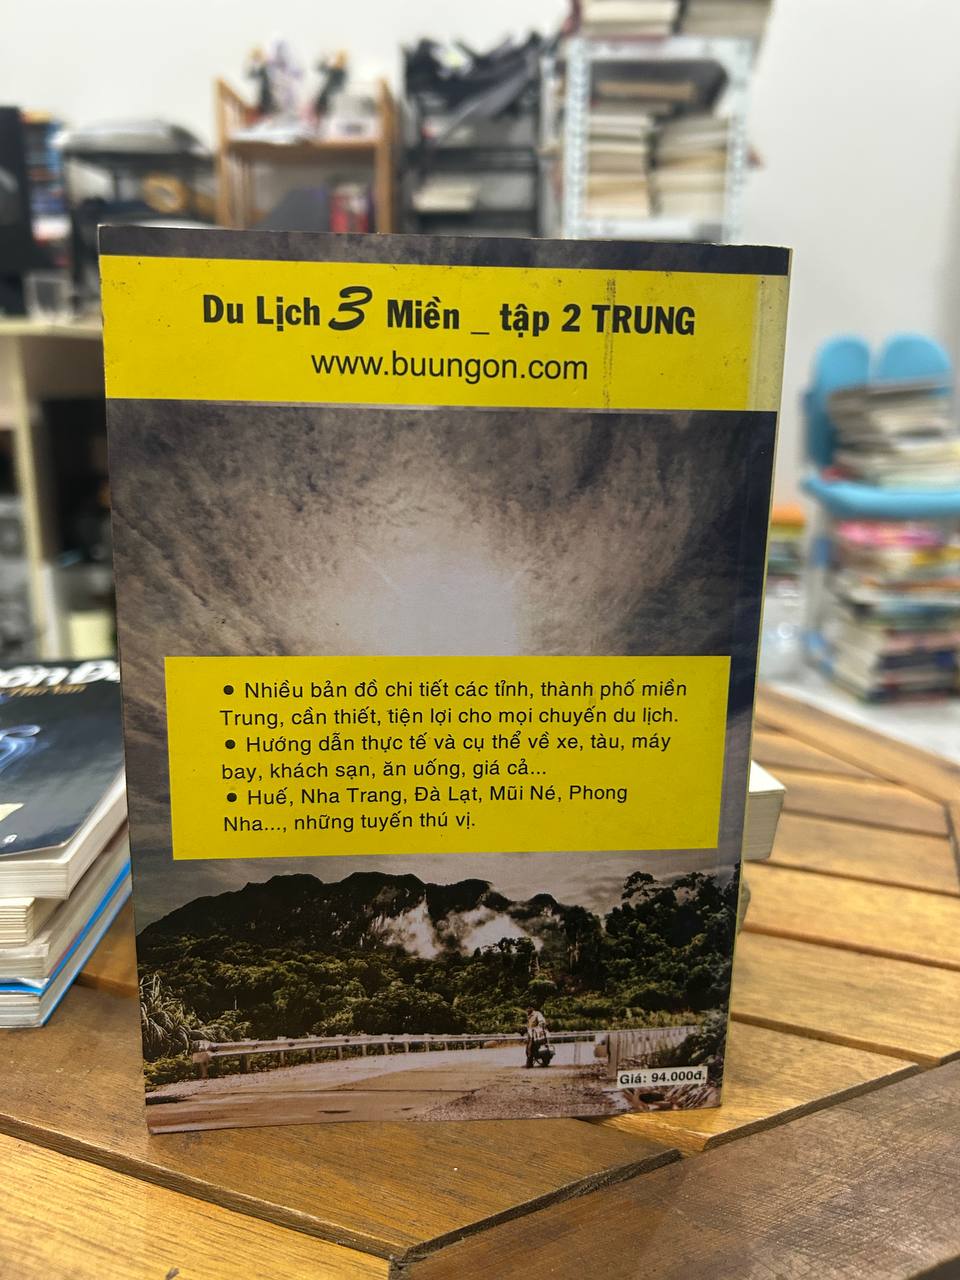 Du Lịch 3 Miền _ tập 2 TRUNG
www.buungon.com
• Nhiều bản đồ chi tiết các tỉnh, thành phố miền
Trung, cần thiết, tiện lợi cho mọi chuyến du lịch.
• Hướng dẫn thực tế và cụ thể về xe, tàu, máy
bay, khách sạn, ăn uống, giá cả...
• Huế, Nha Trang, Đà Lạt, Mũi Né, Phong
Nha..., những tuyến thú vị.
Giá: 94.000đ.